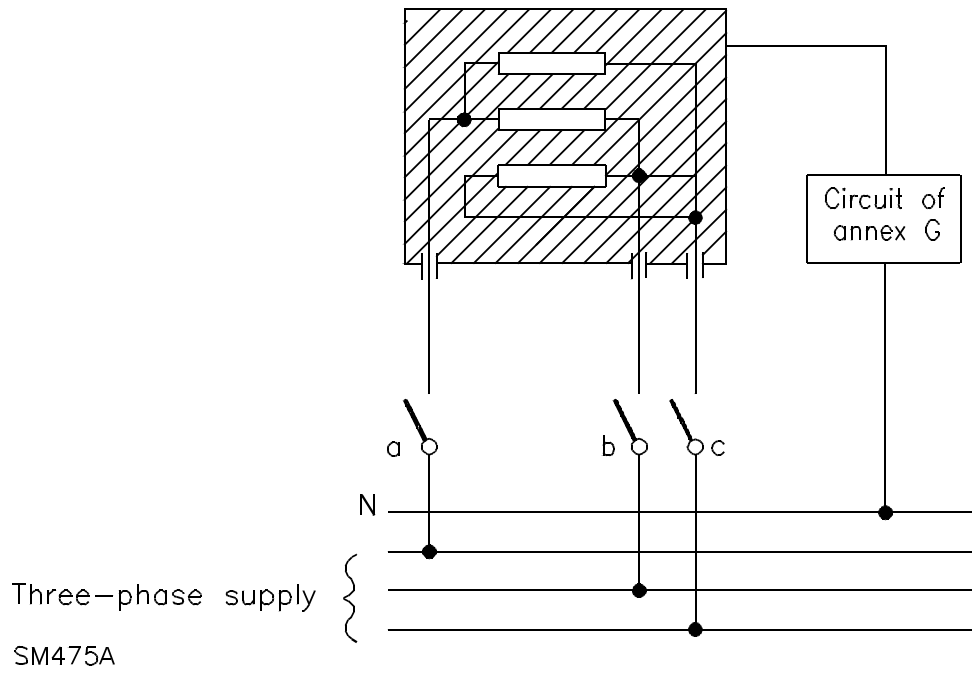 Circuit of
annex G
a
b
c
N
Three-phase supply
SM475A